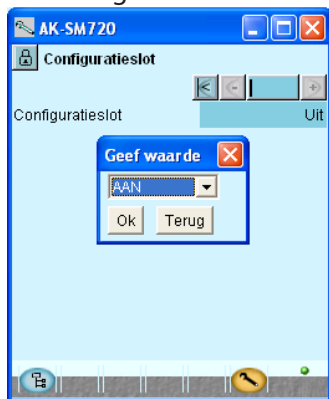 AK-SM720
Configuratieslot
Configuratieslot Uit
Geef waarde
AAN
Ok Terug